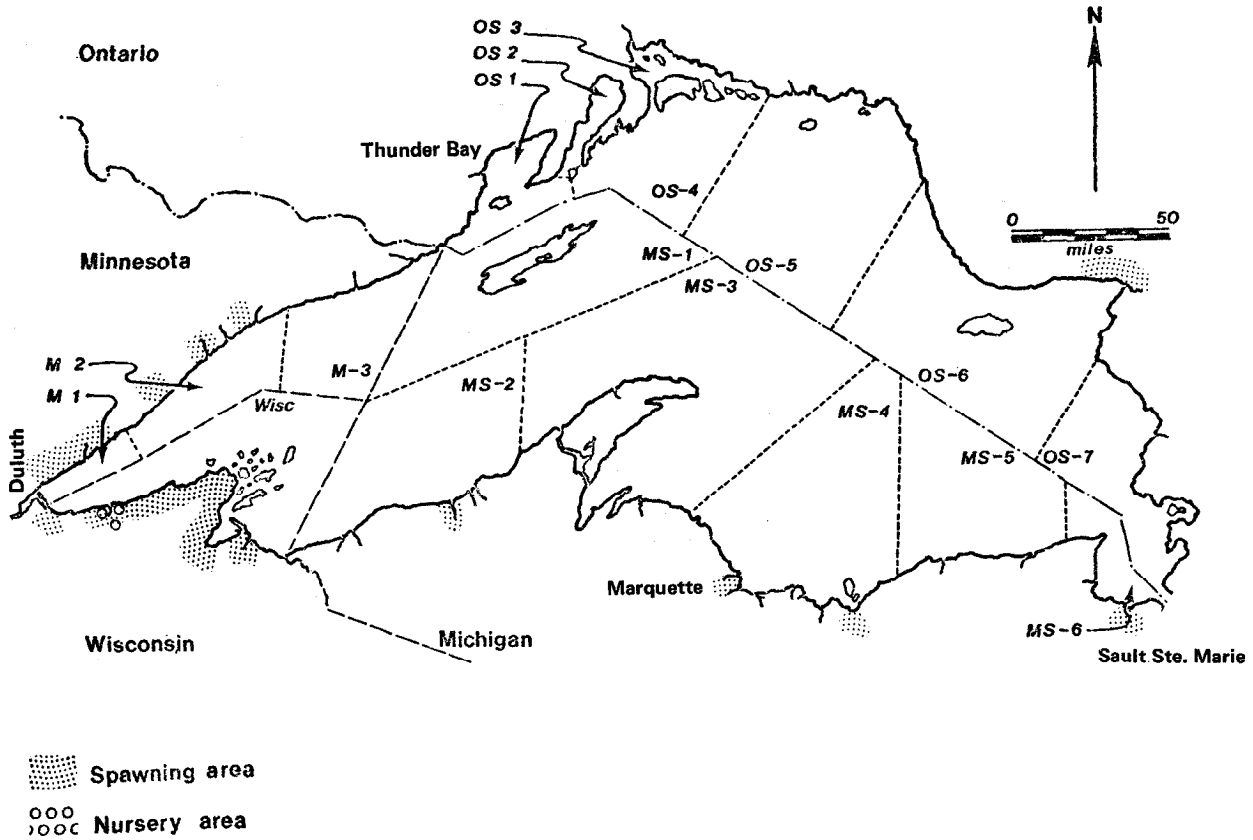 OS 3
OS 2
OS 1
Ontario
N
Thunder Bay
OS-4
0 50
miles
Minnesota
MS-1
OS-5
MS-3
M 2
M-3
M 1
Wisc
MS-2
OS-6
MS-4
Duluth
MS-5
OS-7
Marquette
Wisconsin
Michigan
MS-6
Sault Ste. Marie
Spawning area
Nursery area